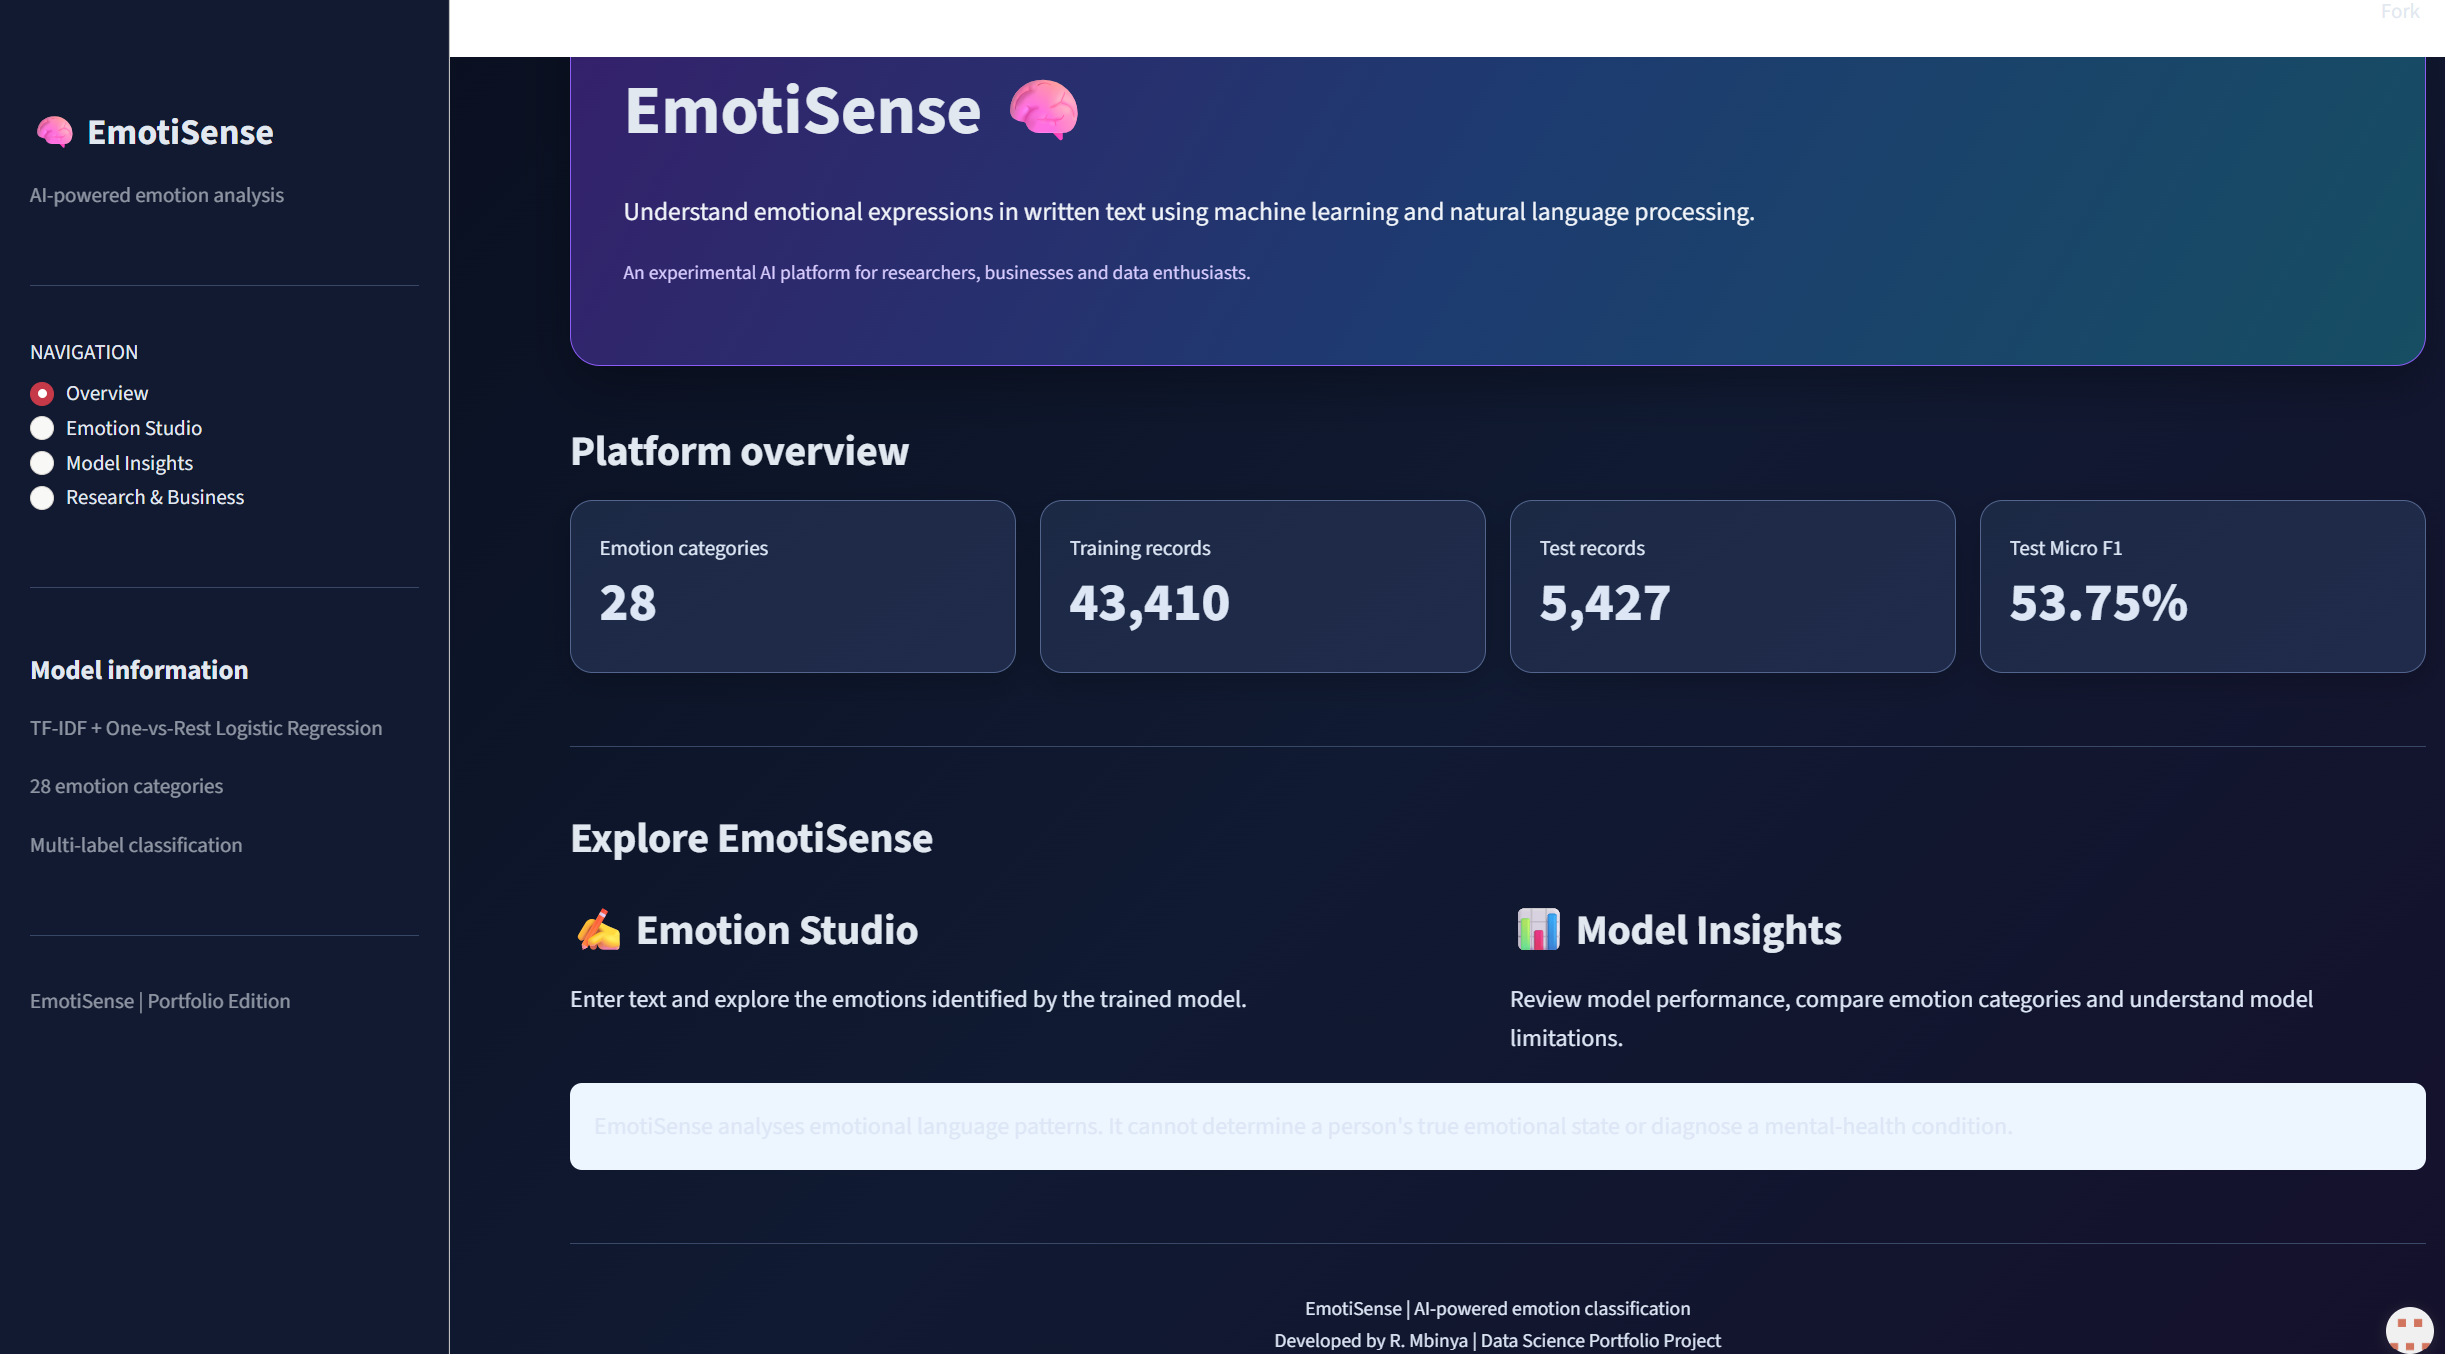 Fork
EmotiSense
AI-powered emotion analysis
NAVIGATION
Overview
Emotion Studio
Model Insights
Research & Business
Model information
TF-IDF + One-vs-Rest Logistic Regression
28 emotion categories
Multi-label classification
EmotiSense | Portfolio Edition
EmotiSense
Understand emotional expressions in written text using machine learning and natural language processing.
An experimental AI platform for researchers, businesses and data enthusiasts.
Platform overview
Emotion categories
28
Training records
43,410
Test records
5,427
Test Micro F1
53.75%
Explore EmotiSense
Emotion Studio
Enter text and explore the emotions identified by the trained model.
Model Insights
Review model performance, compare emotion categories and understand model
limitations.
EmotiSense analyses emotional language patterns. It cannot determine a person's true emotional state or diagnose a mental-health condition.
EmotiSense | AI-powered emotion classification
Developed by R. Mbinya | Data Science Portfolio Project